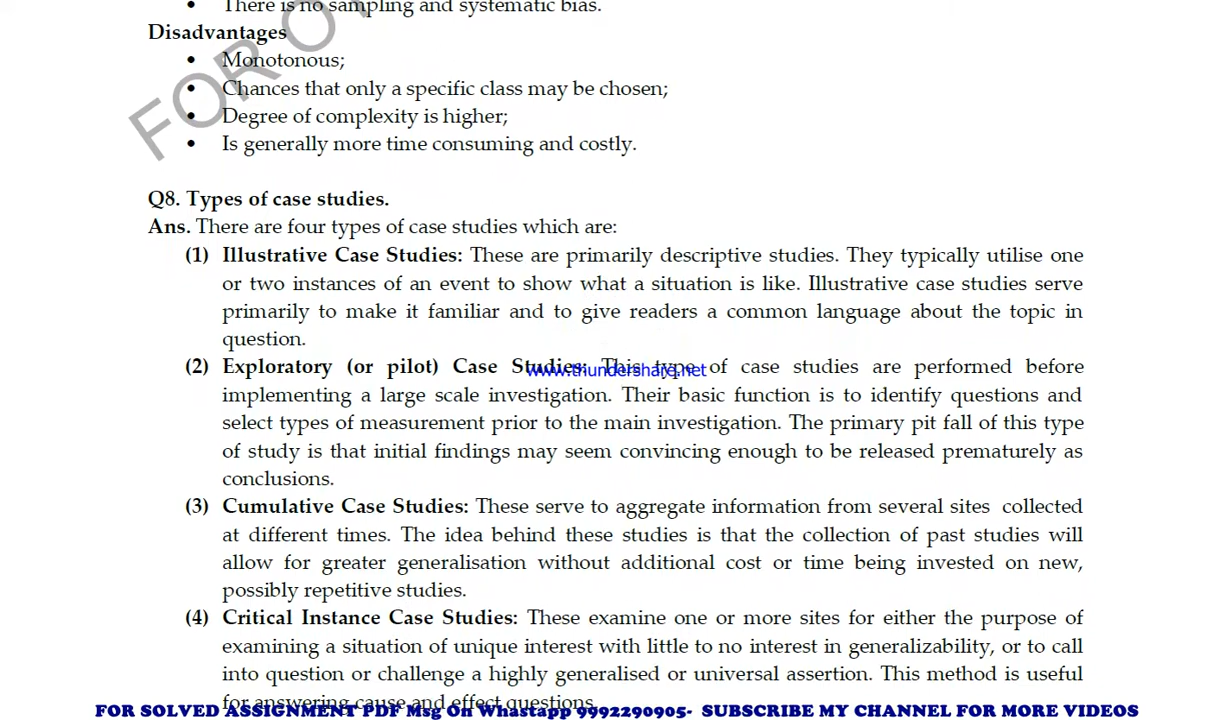 • There is no sampling and systematic bias.
Disadvantages
• Monotonous;
• Chances that only a specific class may be chosen;
• Degree of complexity is higher;
• Is generally more time consuming and costly.
FOR OT
Q8. Types of case studies.
Ans. There are four types of case studies which are:
(1) Illustrative Case Studies: These are primarily descriptive studies. They typically utilise one
or two instances of an event to show what a situation is like. Illustrative case studies serve
primarily to make it familiar and to give readers a common language about the topic in
question.
(2) Exploratory (or pilot) Case Studies: This type of case studies are performed before
www.thundershare.net
implementing a large scale investigation. Their basic function is to identify questions and
select types of measurement prior to the main investigation. The primary pit fall of this type
of study is that initial findings may seem convincing enough to be released prematurely as
conclusions.
(3) Cumulative Case Studies: These serve to aggregate information from several sites collected
at different times. The idea behind these studies is that the collection of past studies will
allow for greater generalisation without additional cost or time being invested on new,
possibly repetitive studies.
(4) Critical Instance Case Studies: These examine one or more sites for either the purpose of
examining a situation of unique interest with little to no interest in generalizability, or to call
into question or challenge a highly generalised or universal assertion. This method is useful
for answering cause and effect questions.
FOR SOLVED ASSIGNMENT PDF Msg On Whastapp 9992290905- SUBSCRIBE MY CHANNEL FOR MORE VIDEOS